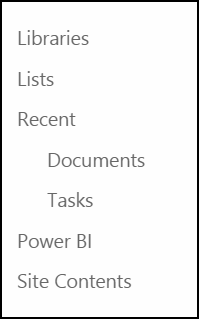 Libraries
Lists
Recent
Documents
Tasks
Power BI
Site Contents